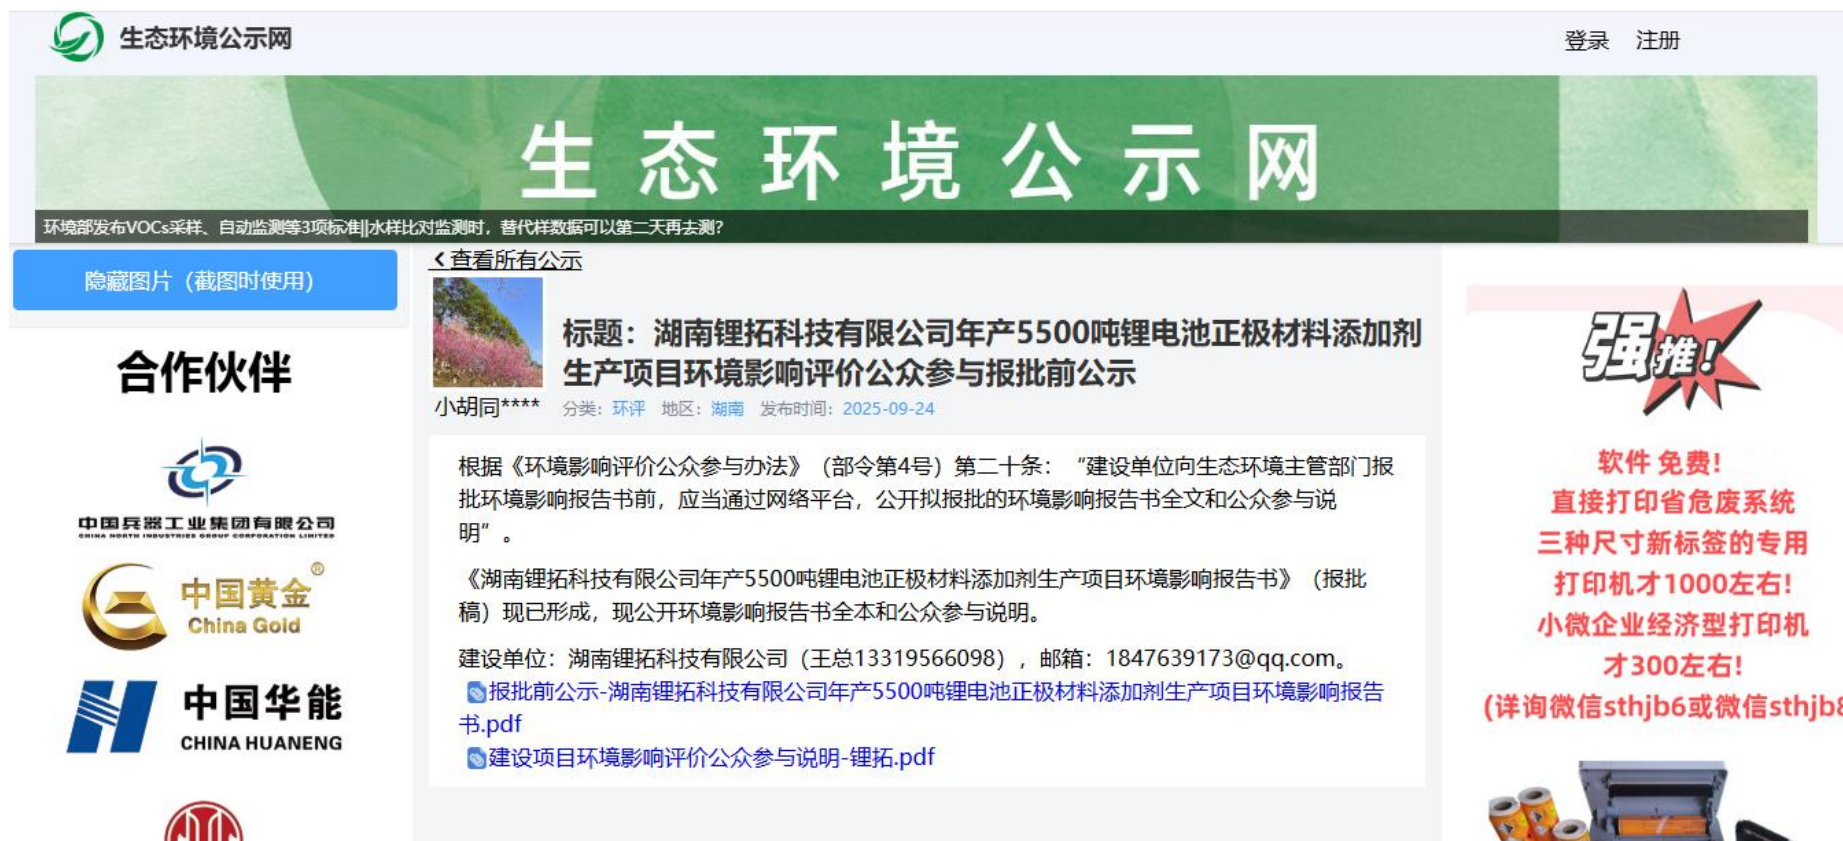 生态环境公示网
登录 注册
生态环境公示网
环境部发布VOCs采样、自动监测等3项标准||水样比对监测时，替代样数据可以第二天再去测?
隐藏图片（截图时使用）
合作伙伴
中国兵器工业集团有限公司
CHINA NORTH INDUSTRIES GROUP CORPORATION LIMITED
中国黄金®
China Gold
中国华能
CHINA HUANENG
查看所有公示
标题：湖南锂拓科技有限公司年产5500吨锂电池正极材料添加剂
生产项目环境影响评价公众参与报批前公示
小胡同****
分类：环评 地区：湖南 发布时间：2025-09-24
根据《环境影响评价公众参与办法》（部令第4号）第二十条：“建设单位向生态环境主管部门报
批环境影响报告书前，应当通过网络平台，公开拟报批的环境影响报告书全文和公众参与说
明”。
《湖南锂拓科技有限公司年产5500吨锂电池正极材料添加剂生产项目环境影响报告书》（报批
稿）现已形成，现公开环境影响报告书全本和公众参与说明。
建设单位：湖南锂拓科技有限公司（王总13319566098），邮箱：1847639173@qq.com。
报批前公示-湖南锂拓科技有限公司年产5500吨锂电池正极材料添加剂生产项目环境影响报告
书.pdf
建设项目环境影响评价公众参与说明-锂拓.pdf
强推!
软件 免费!
直接打印省危废系统
三种尺寸新标签的专用
打印机才1000左右!
小微企业经济型打印机
才300左右!
(详询微信sthjb6或微信sthjb8